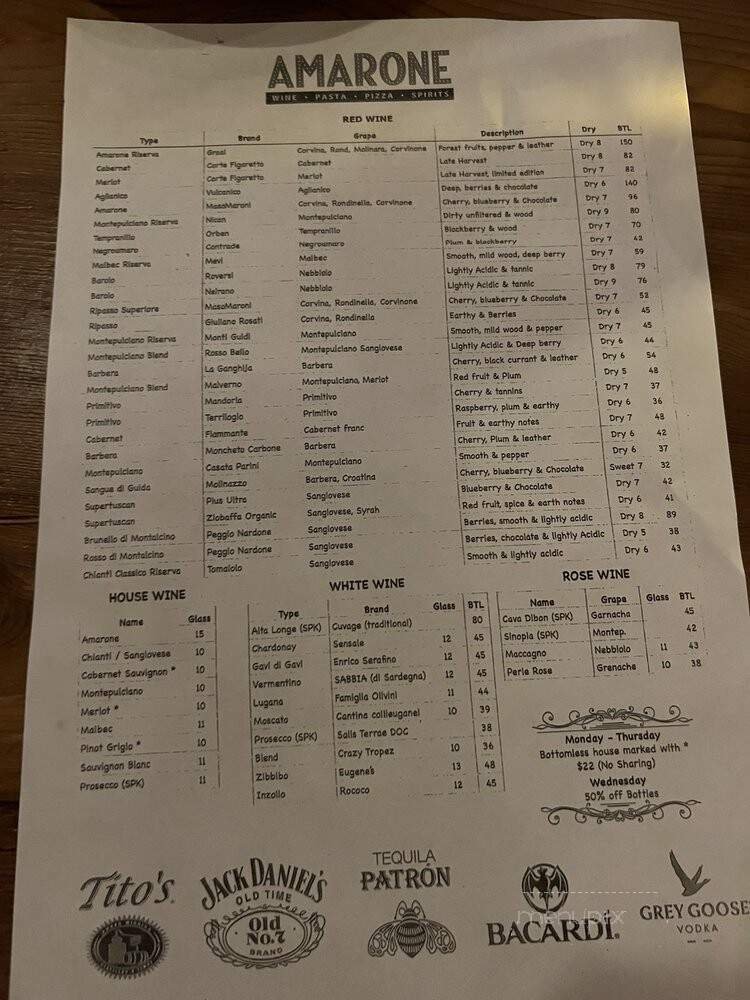 AMARONE
WINE • PASTA • PIZZA • SPIRITS
RED WINE
Type Brand Grape Description Dry BTL
Amarone Riserva Graal Corvina, Rond, Molinara, Corvinone Forest fruits, pepper & leather Dry 8 150
Cabernet Corte Figaretto Cabernet Late Harvest Dry 8 82
Merlot Corte Figaretto Merlot Late Harvest, limited edition Dry 7 82
Aglianico Vulcanico Aglianico Deep, berries & chocolate Dry 6 140
Amarone MasoMaroni Corvina, Rondinella, Corvinone Cherry, blueberry & Chocolate Dry 7 96
Montepulciano Riserva Nican Montepulciano Dirty unfiltered & wood Dry 9 80
Tempranillo Orben Tempranillo Blackberry & wood Dry 7 70
Negroamaro Contrade Negroamaro Plum & blackberry Dry 7 42
Malbec Riserva Mevi Malbec Smooth, mild wood, deep berry Dry 7 59
Barolo Roversi Nebbiolo Lightly Acidic & tannic Dry 8 79
Barolo Neirano Nebbiolo Lightly Acidic & tannic Dry 9 76
Ripasso Superiore MasoMaroni Corvina, Rondinella, Corvinone Cherry, blueberry & Chocolate Dry 7 52
Ripasso Giuliano Rosati Corvina, Rondinella Earthy & Berries Dry 6 45
Montepulciano Riserva Monti Guidi Montepulciano Smooth, mild wood & pepper Dry 7 45
Montepulciano Blend Rosso Bello Montepulciano Sangiovese Lightly Acidic & Deep berry Dry 6 44
Barbera La Ganghija Barbera Cherry, black currant & leather Dry 6 54
Montepulciano Blend Malverno Montepulciano, Merlot Red fruit & Plum Dry 5 48
Primitivo Mandoria Primitivo Cherry & tannins Dry 7 37
Primitivo Terrilogio Primitivo Raspberry, plum & earthy Dry 6 36
Cabernet Fiammante Cabernet franc Fruit & earthy notes Dry 7 48
Barbera Moncheto Carbone Barbera Cherry, Plum & leather Dry 6 42
Montepulciano Casata Parini Montepulciano Smooth & pepper Dry 6 37
Sangue di Guida Molinazzo Barbera, Croatina Cherry, blueberry & Chocolate Sweet 7 32
Supertuscan Plus Ultra Sangiovese Blueberry & Chocolate Dry 7 42
Supertuscan Ziobaffa Organic Sangiovese, Syrah Red fruit, spice & earth notes Dry 6 41
Brunello di Montalcino Poggio Nardone Sangiovese Berries, smooth & lightly acidic Dry 8 89
Rosso di Montalcino Poggio Nardone Sangiovese Berries, chocolate & lightly Acidic Dry 5 38
Chianti Classico Riserva Tomaiolo Sangiovese Smooth & lightly acidic Dry 6 43
HOUSE WINE
Name Glass
Amarone 15
Chianti / Sangiovese 10
Cabernet Sauvignon * 10
Montepulciano 10
Merlot * 10
Malbec 11
Pinot Grigio * 10
Sauvignon Blanc 11
Prosecco (SPK) 11
WHITE WINE
Type Brand Glass BTL
Alta Longe (SPK) Cuvage (traditional) 80
Chardonay Sensale 12 45
Gavi di Gavi Enrico Serafino 12 45
Vermentino SABBIA (di Sardegna) 12 45
Lugana Famiglia Olivini 11 44
Moscato Cantina collieuganei 10 39
Prosecco (SPK) Salis Terrae DOC 38
Blend Crazy Tropez 10 36
Zibbibo Eugene's 13 48
Inzolio Rococo 12 45
ROSE WINE
Name Grape Glass BTL
Cava Dibon (SPK) Garnacha 45
Sinopia (SPK) Montep. 42
Maccagno Nebbiolo 11 43
Perle Rose Grenache 10 38
Monday - Thursday
Bottomless house marked with *
$22 (No Sharing)
Wednesday
50% off Bottles
Tito's
JACK DANIEL'S
OLD TIME
Old
No.7
BRAND
TEQUILA
PATRÓN
BACARDÍ
GREY GOOSE
VODKA
menupix